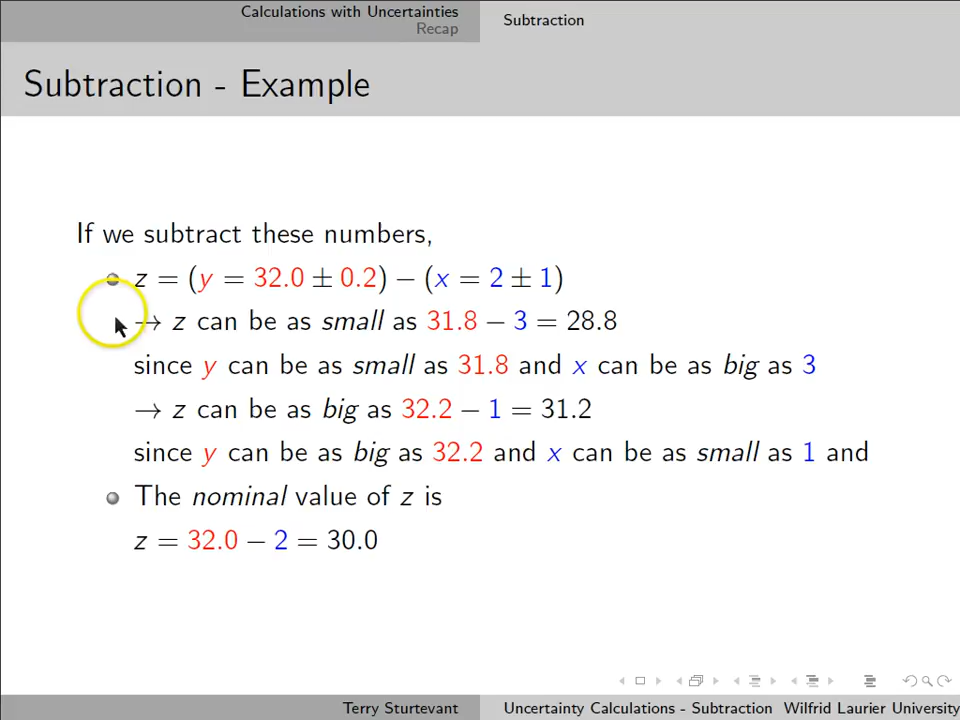 Calculations with Uncertainties
Recap
Subtraction
Subtraction - Example
If we subtract these numbers,
z = (y = 32.0 ± 0.2) − (x = 2 ± 1)
→ z can be as small as 31.8 − 3 = 28.8
since y can be as small as 31.8 and x can be as big as 3
→ z can be as big as 32.2 − 1 = 31.2
since y can be as big as 32.2 and x can be as small as 1 and
The nominal value of z is
z = 32.0 − 2 = 30.0
Terry Sturtevant
Uncertainty Calculations - Subtraction Wilfrid Laurier University